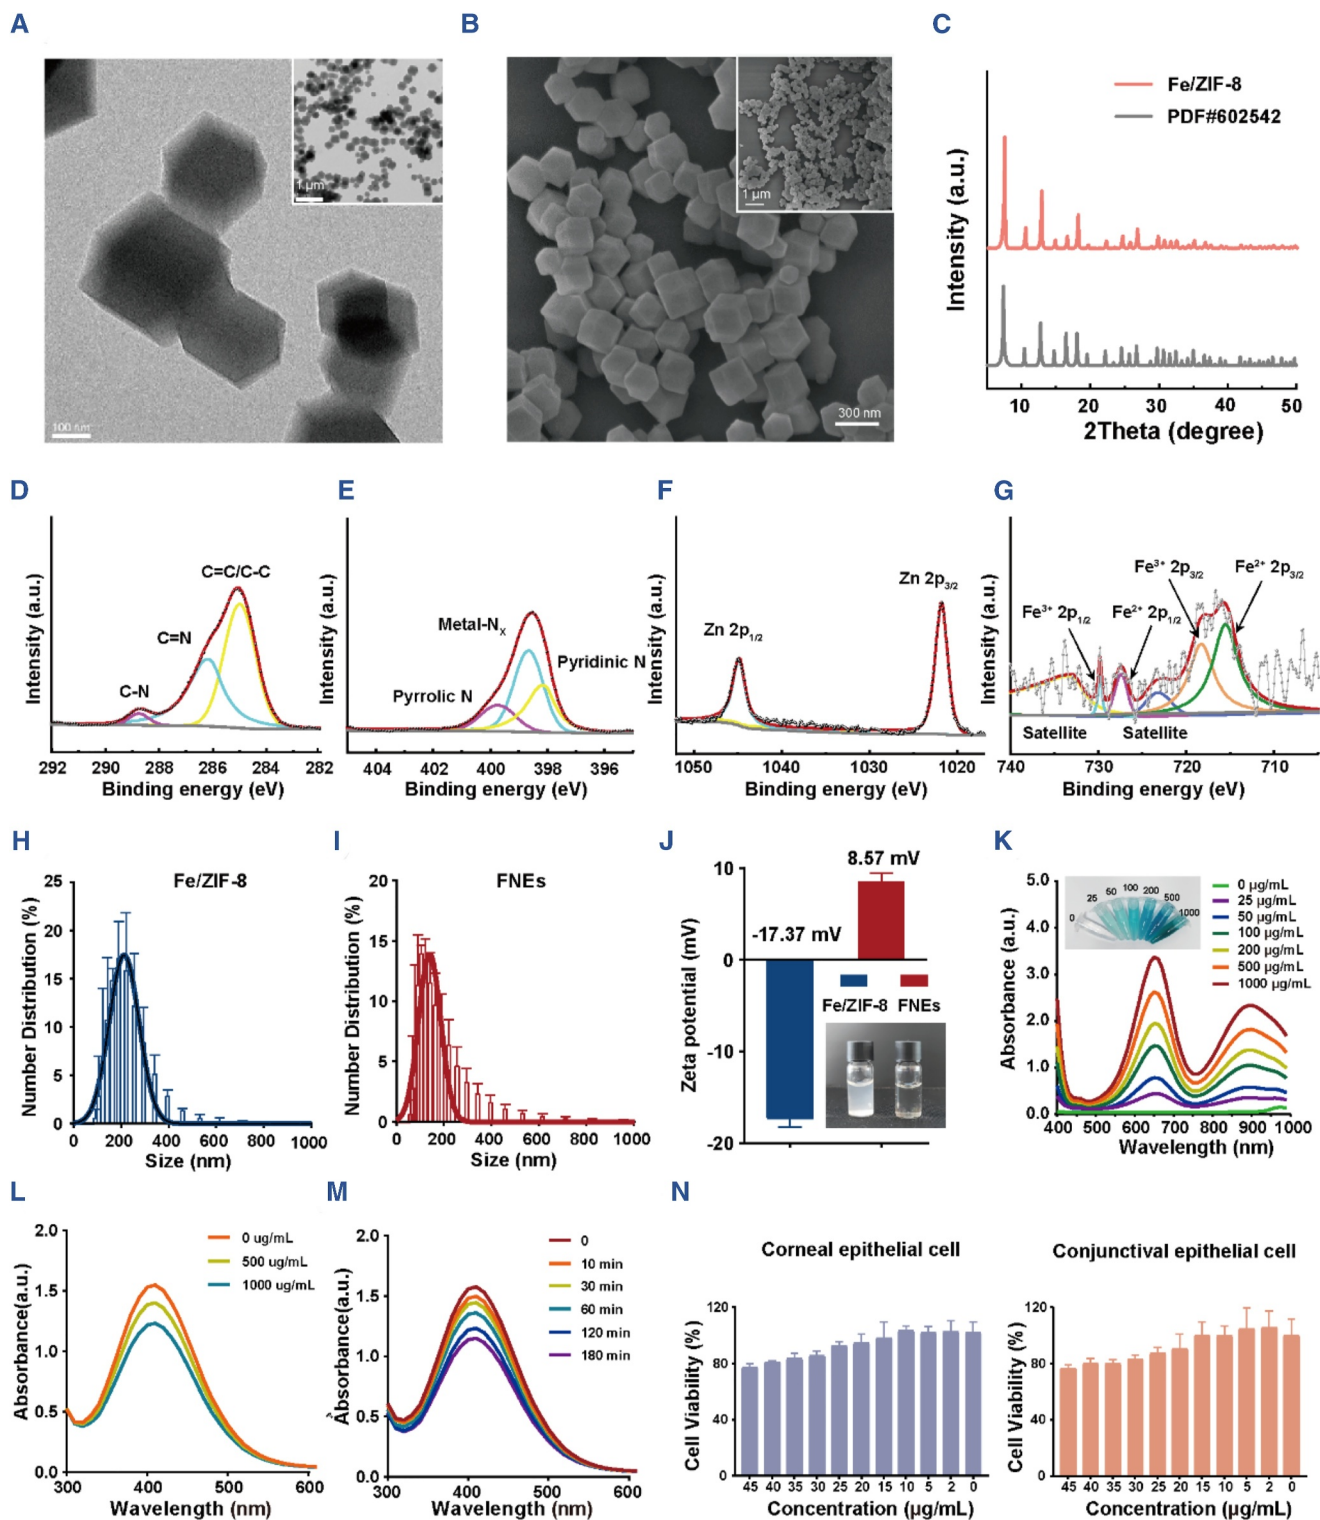 A
1 µm
100 nm
B
1 µm
300 nm
C
Fe/ZIF-8
PDF#602542
Intensity (a.u.)
10 20 30 40 50
2Theta (degree)
D
C=C/C-C
C=N
C-N
Intensity (a.u.)
292 290 288 286 284 282
Binding energy (eV)
E
Metal-Nx
Pyridinic N
Pyrrolic N
Intensity (a.u.)
404 402 400 398 396
Binding energy (eV)
F
Zn 2p3/2
Zn 2p1/2
Intensity (a.u.)
1050 1040 1030 1020
Binding energy (eV)
G
Fe³⁺ 2p3/2
Fe²⁺ 2p3/2
Fe³⁺ 2p1/2
Fe²⁺ 2p1/2
Satellite
Satellite
Intensity (a.u.)
740 730 720 710
Binding energy (eV)
H
Fe/ZIF-8
Number Distribution (%)
25
20
15
10
5
0
0 200 400 600 800 1000
Size (nm)
I
FNEs
Number Distribution (%)
20
15
10
5
0
0 200 400 600 800 1000
Size (nm)
J
8.57 mV
-17.37 mV
Fe/ZIF-8 FNEs
Zeta potential (mV)
10
0
-10
-20
K
0 25 50 100 200 500 1000
0 µg/mL
25 µg/mL
50 µg/mL
100 µg/mL
200 µg/mL
500 µg/mL
1000 µg/mL
Absorbance (a.u.)
5.0
4.0
3.0
2.0
1.0
0.0
400 500 600 700 800 900 1000
Wavelength (nm)
L
0 ug/mL
500 ug/mL
1000 ug/mL
Absorbance(a.u.)
2.0
1.5
1.0
0.5
0.0
300 400 500 600
Wavelength (nm)
M
0
10 min
30 min
60 min
120 min
180 min
Absorbance(a.u.)
2.0
1.5
1.0
0.5
0.0
300 400 500 600
Wavelength (nm)
N
Corneal epithelial cell
Cell Viability (%)
120
80
40
0
45 40 35 30 25 20 15 10 5 2 0
Concentration (µg/mL)
Conjunctival epithelial cell
Cell Viability (%)
120
80
40
0
45 40 35 30 25 20 15 10 5 2 0
Concentration (µg/mL)